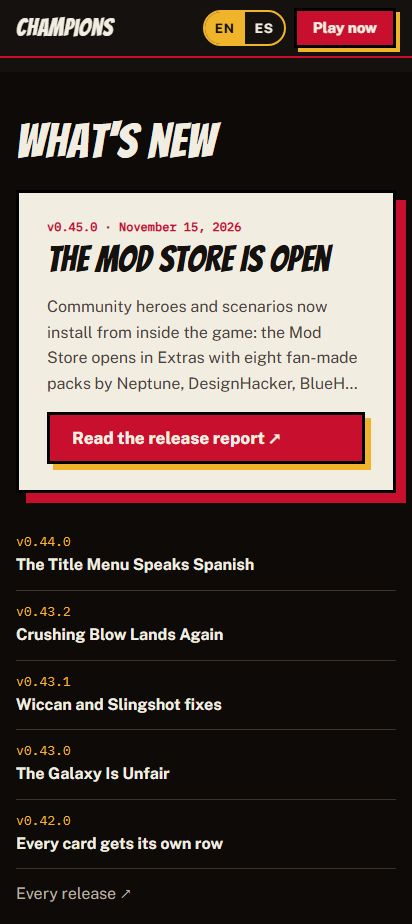 CHAMPIONS
EN ES
Play now
WHAT'S NEW
v0.45.0 · November 15, 2026
THE MOD STORE IS OPEN
Community heroes and scenarios now
install from inside the game: the Mod
Store opens in Extras with eight fan-made
packs by Neptune, DesignHacker, BlueH...
Read the release report ↗
v0.44.0
The Title Menu Speaks Spanish
v0.43.2
Crushing Blow Lands Again
v0.43.1
Wiccan and Slingshot fixes
v0.43.0
The Galaxy Is Unfair
v0.42.0
Every card gets its own row
Every release ↗